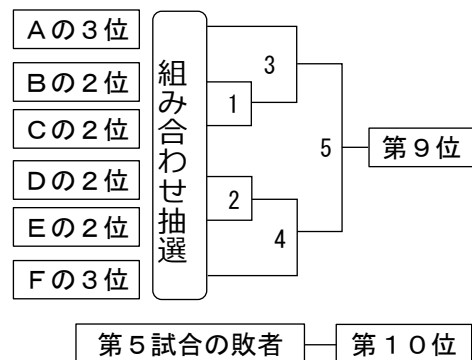 Aの3位
Bの2位
Cの2位
Dの2位
Eの2位
Fの3位
組み合わせ抽選
3
1
5
2
4
第9位
第5試合の敗者
第10位